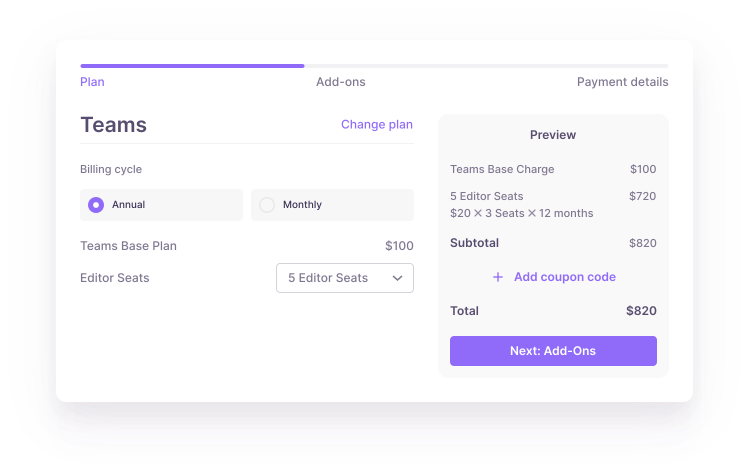 Plan
Add-ons
Payment details
Teams
Change plan
Billing cycle
Annual
Monthly
Teams Base Plan
$100
Editor Seats
5 Editor Seats
Preview
Teams Base Charge
$100
5 Editor Seats
$720
$20 × 3 Seats × 12 months
Subtotal
$820
+ Add coupon code
Total
$820
Next: Add-Ons